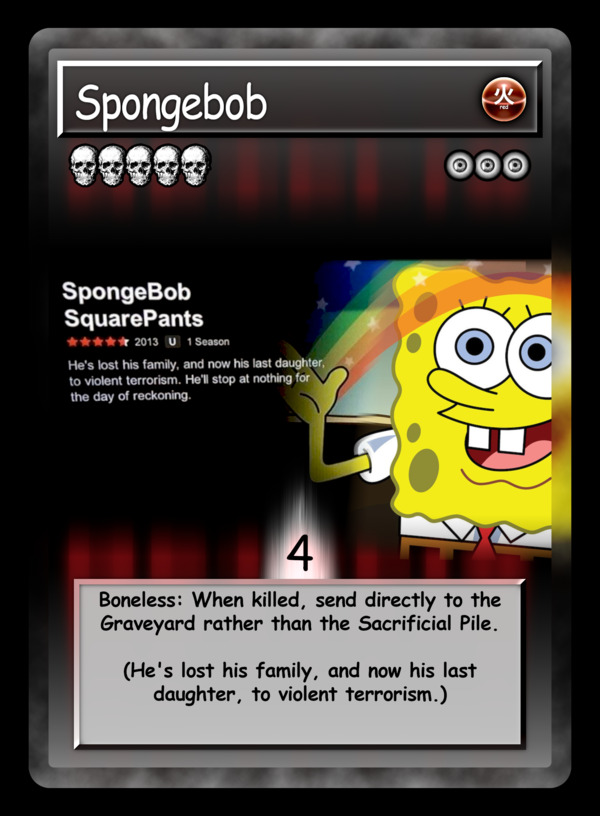 Spongebob
火
red
SpongeBob
SquarePants
2013 U 1 Season
He's lost his family, and now his last daughter,
to violent terrorism. He'll stop at nothing for
the day of reckoning.
4
Boneless: When killed, send directly to the
Graveyard rather than the Sacrificial Pile.
(He's lost his family, and now his last
daughter, to violent terrorism.)